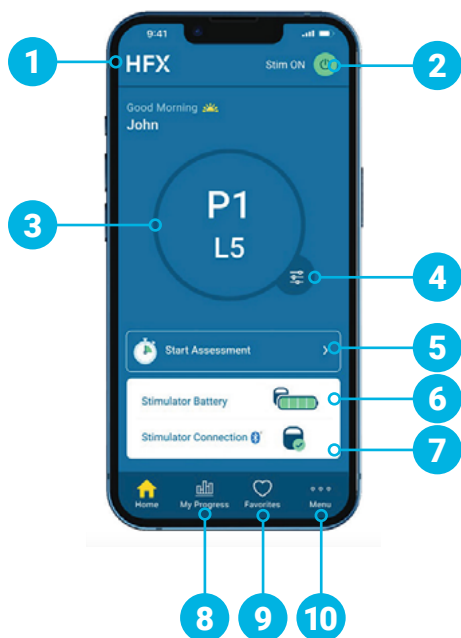 9:41
1
HFX
Stim ON
2
Good Morning
John
3
P1
L5
4
Start Assessment
5
Stimulator Battery
6
Stimulator Connection
7
Home
My Progress
Favorites
Menu
8
9
10